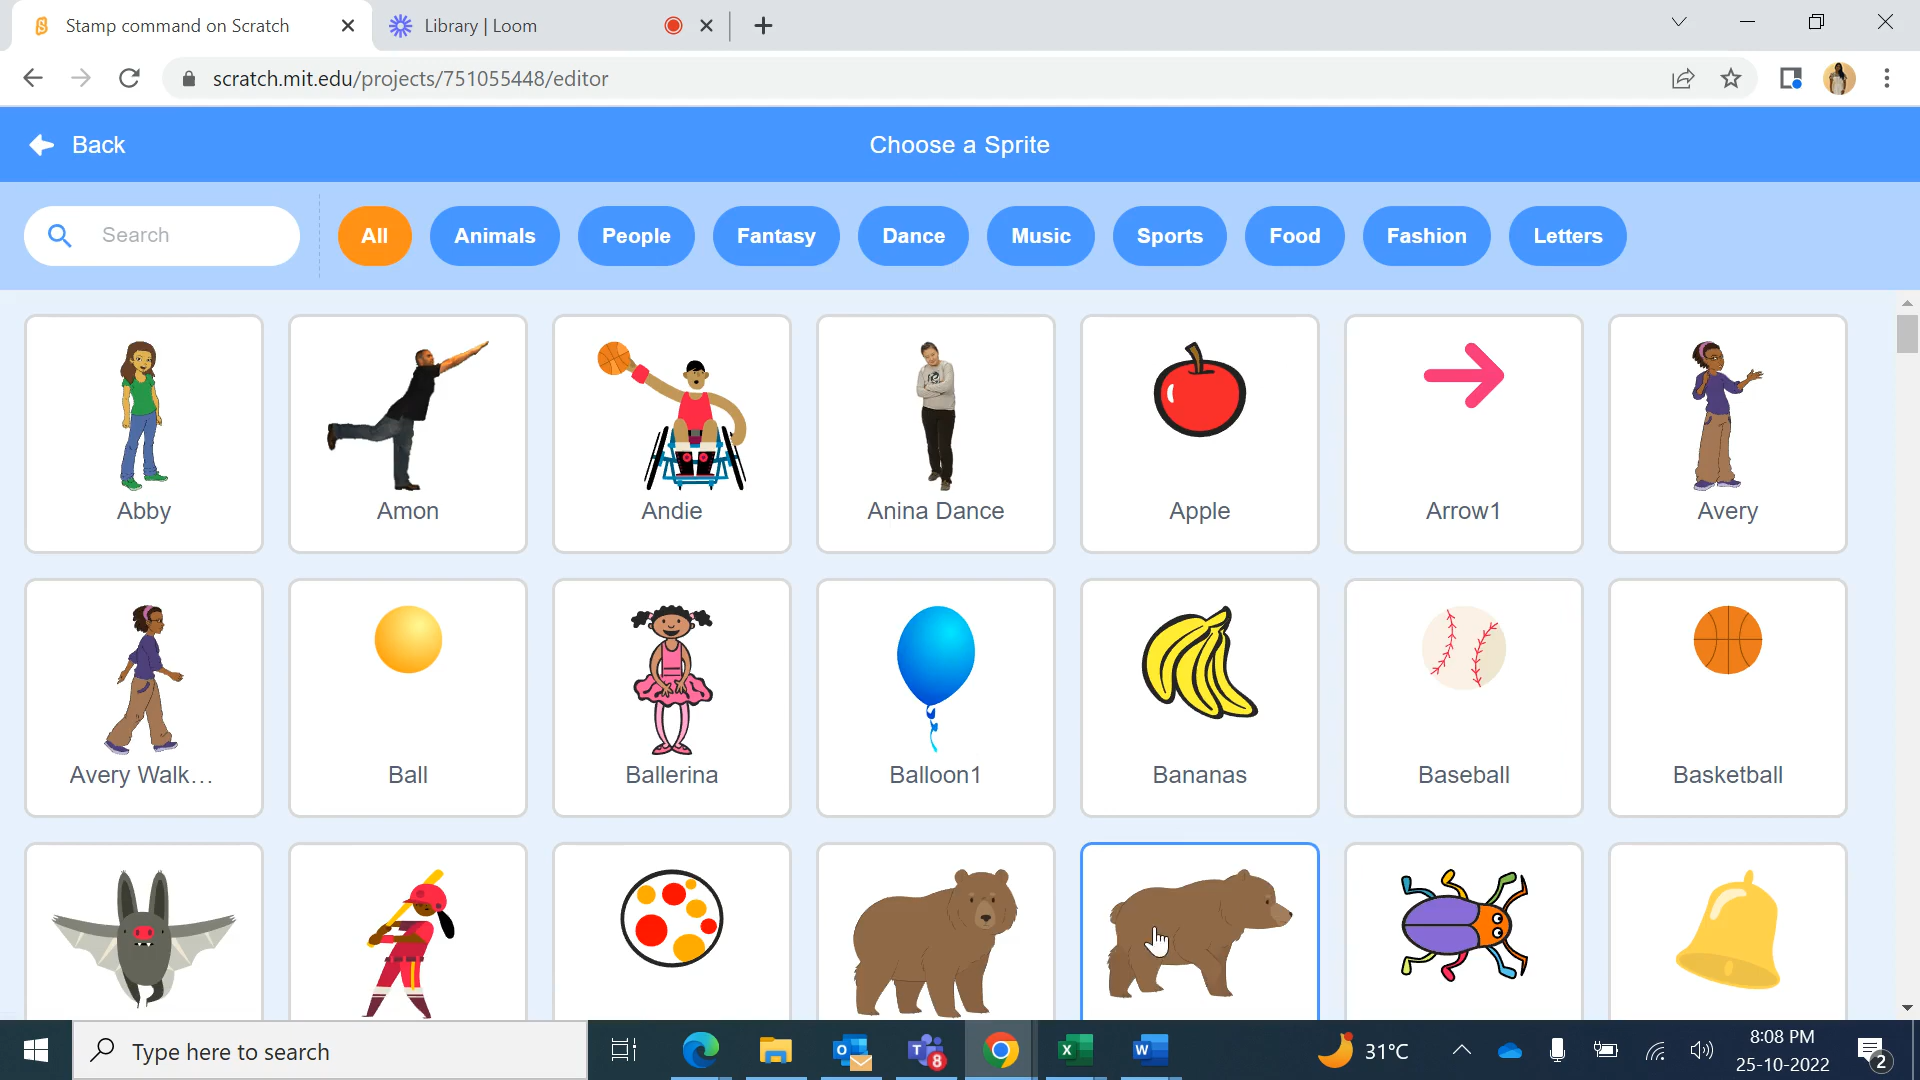 Stamp command on Scratch
Library | Loom
scratch.mit.edu/projects/751055448/editor
Back
Choose a Sprite
Search
All
Animals
People
Fantasy
Dance
Music
Sports
Food
Fashion
Letters
Abby
Amon
Andie
Anina Dance
Apple
Arrow1
Avery
Avery Walk...
Ball
Ballerina
Balloon1
Bananas
Baseball
Basketball
Type here to search
8
31°C
8:08 PM
25-10-2022
2